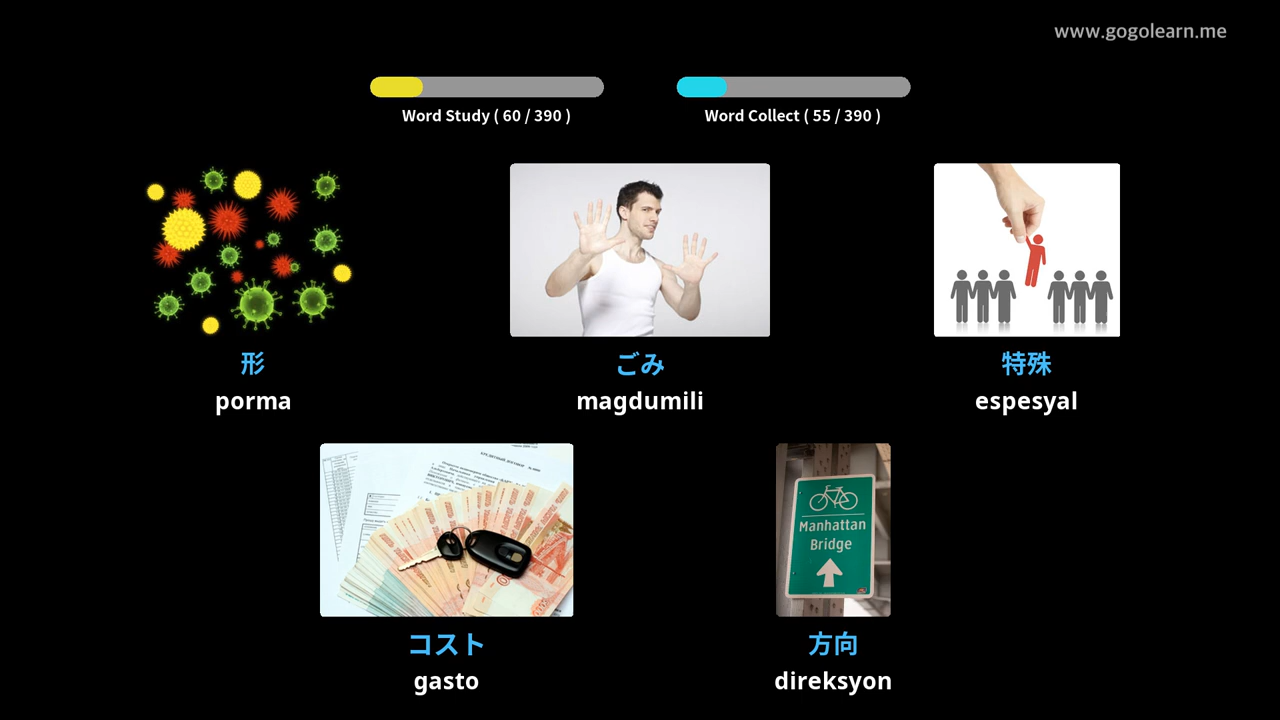 www.gogolearn.me
Word Study ( 60 / 390 )
Word Collect ( 55 / 390 )
形
porma
ごみ
magdumili
特殊
espesyal
コスト
gasto
Manhattan
Bridge
方向
direksyon